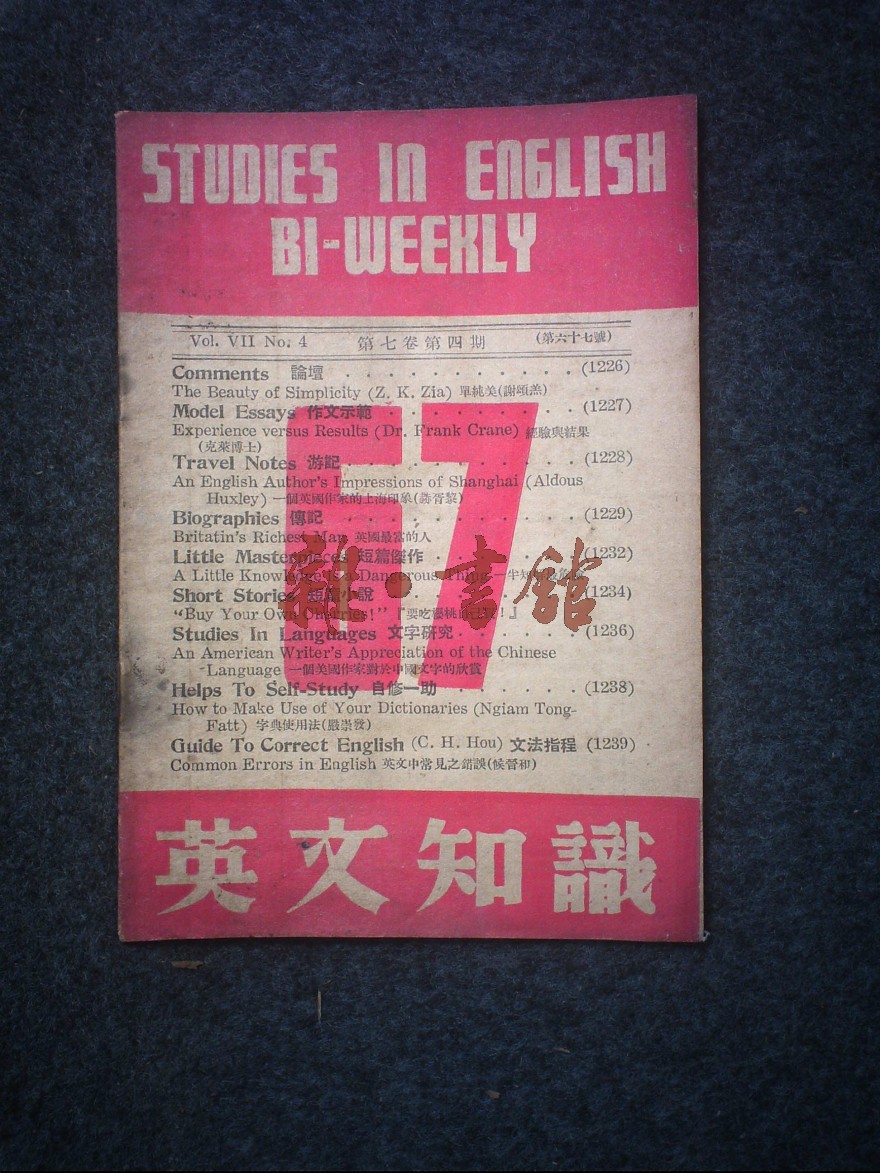 STUDIES IN ENGLISH
BI-WEEKLY
Vol. VII No. 4 第七卷第四期 (第六十七號)
67
Comments 論壇 (1226)
The Beauty of Simplicity (Z. K. Zia) 單純美(謝頌羔)
Model Essays 作文示範 (1227)
Experience versus Results (Dr. Frank Crane) 經驗與結果
(克萊博士)
Travel Notes 游記 (1228)
An English Author's Impressions of Shanghai (Aldous
Huxley) 一個英國作家的上海印象(赫胥黎)
Biographies 傳記 (1229)
Britatin's Richest Man 英國最富的人
Little Masterpieces 短篇傑作 (1232)
A Little Knowledge is a Dangerous Thing 一半知
Short Stories 短篇小說 (1234)
"Buy Your Own Cherries!" 『要吃櫻桃自己買!』
Studies In Languages 文字研究 (1236)
An American Writer's Appreciation of the Chinese
Language 一個美國作家對於中國文字的欣賞
Helps To Self-Study 自修一助 (1238)
How to Make Use of Your Dictionaries (Ngiam Tong-
Fatt) 字典使用法(嚴崇發)
Guide To Correct English (C. H. Hou) 文法指程 (1239)
Common Errors in English 英文中常見之錯誤(候晉和)
英文知識
雜·書館